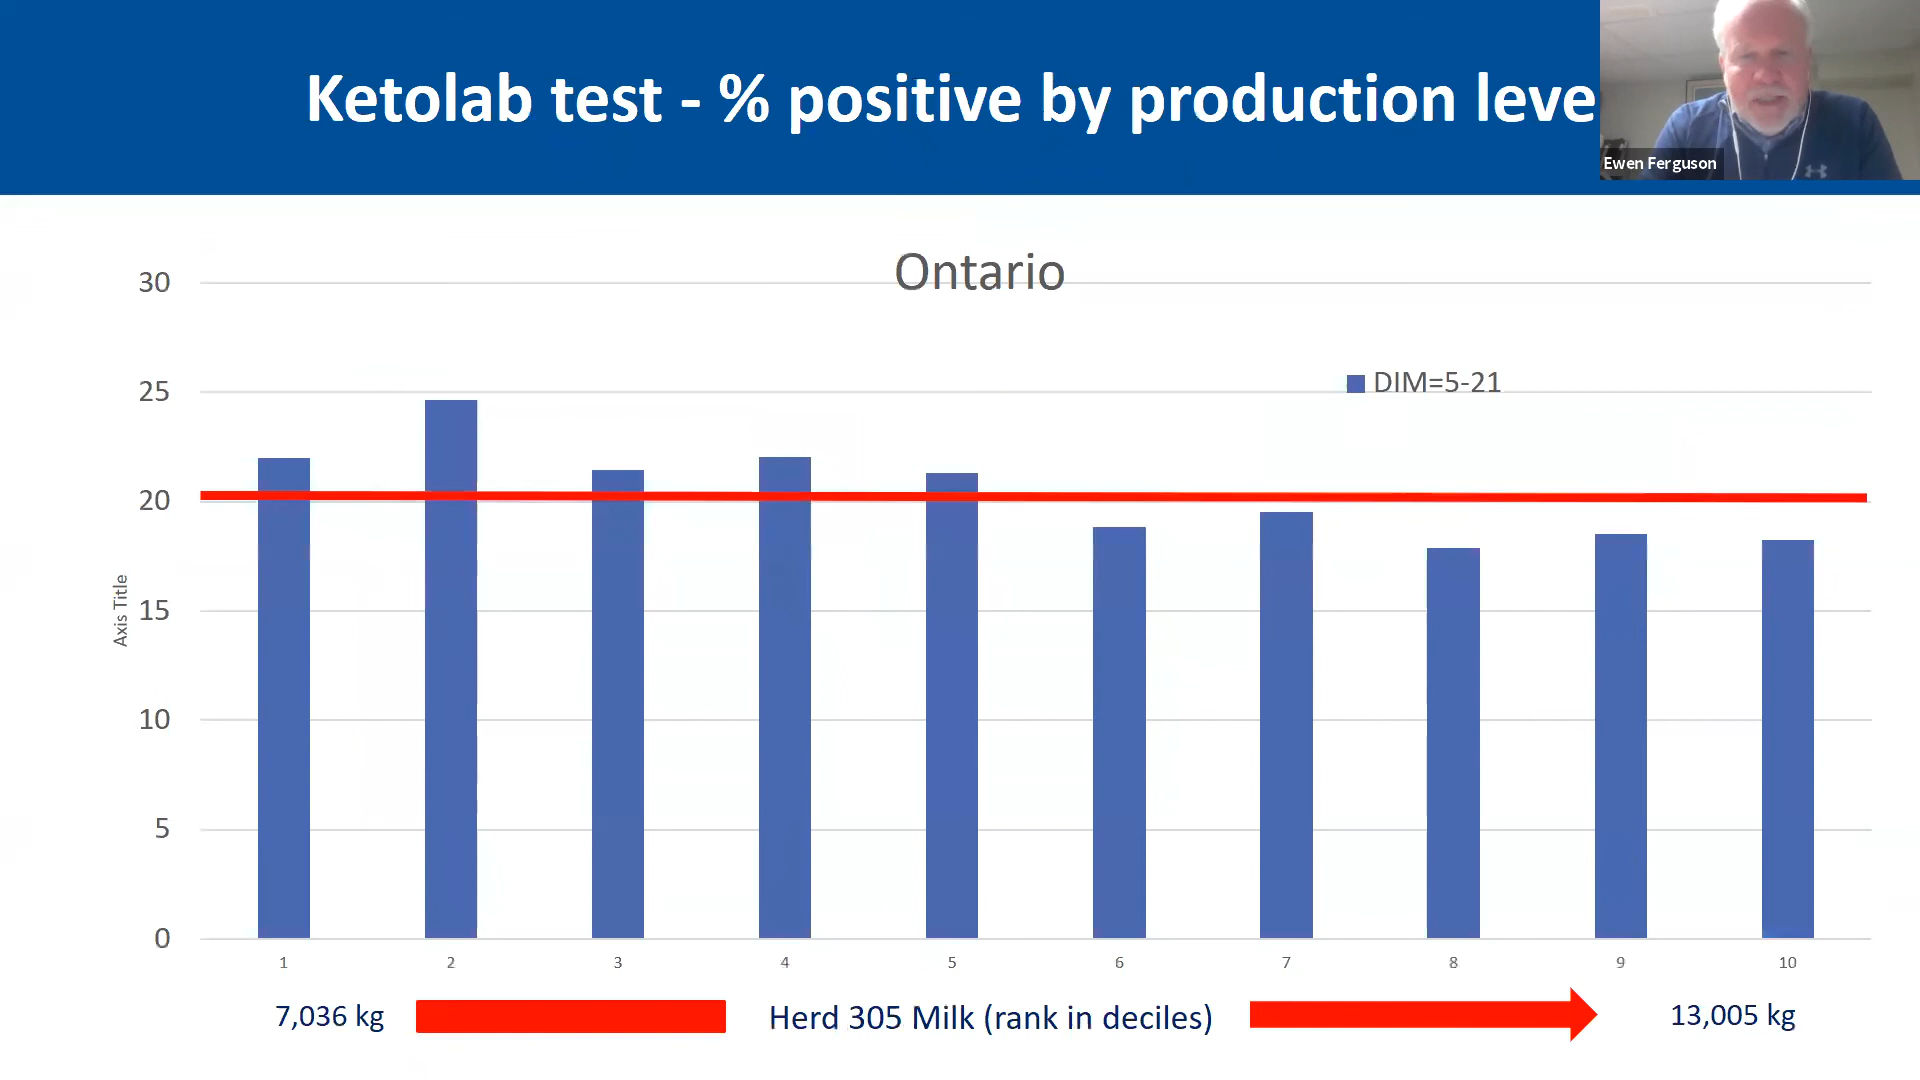 Ketolab test - % positive by production leve
Ewen Ferguson
Ontario
30
25
20
15
10
5
0
Axis Title
DIM=5-21
1 2 3 4 5 6 7 8 9 10
7,036 kg Herd 305 Milk (rank in deciles) 13,005 kg